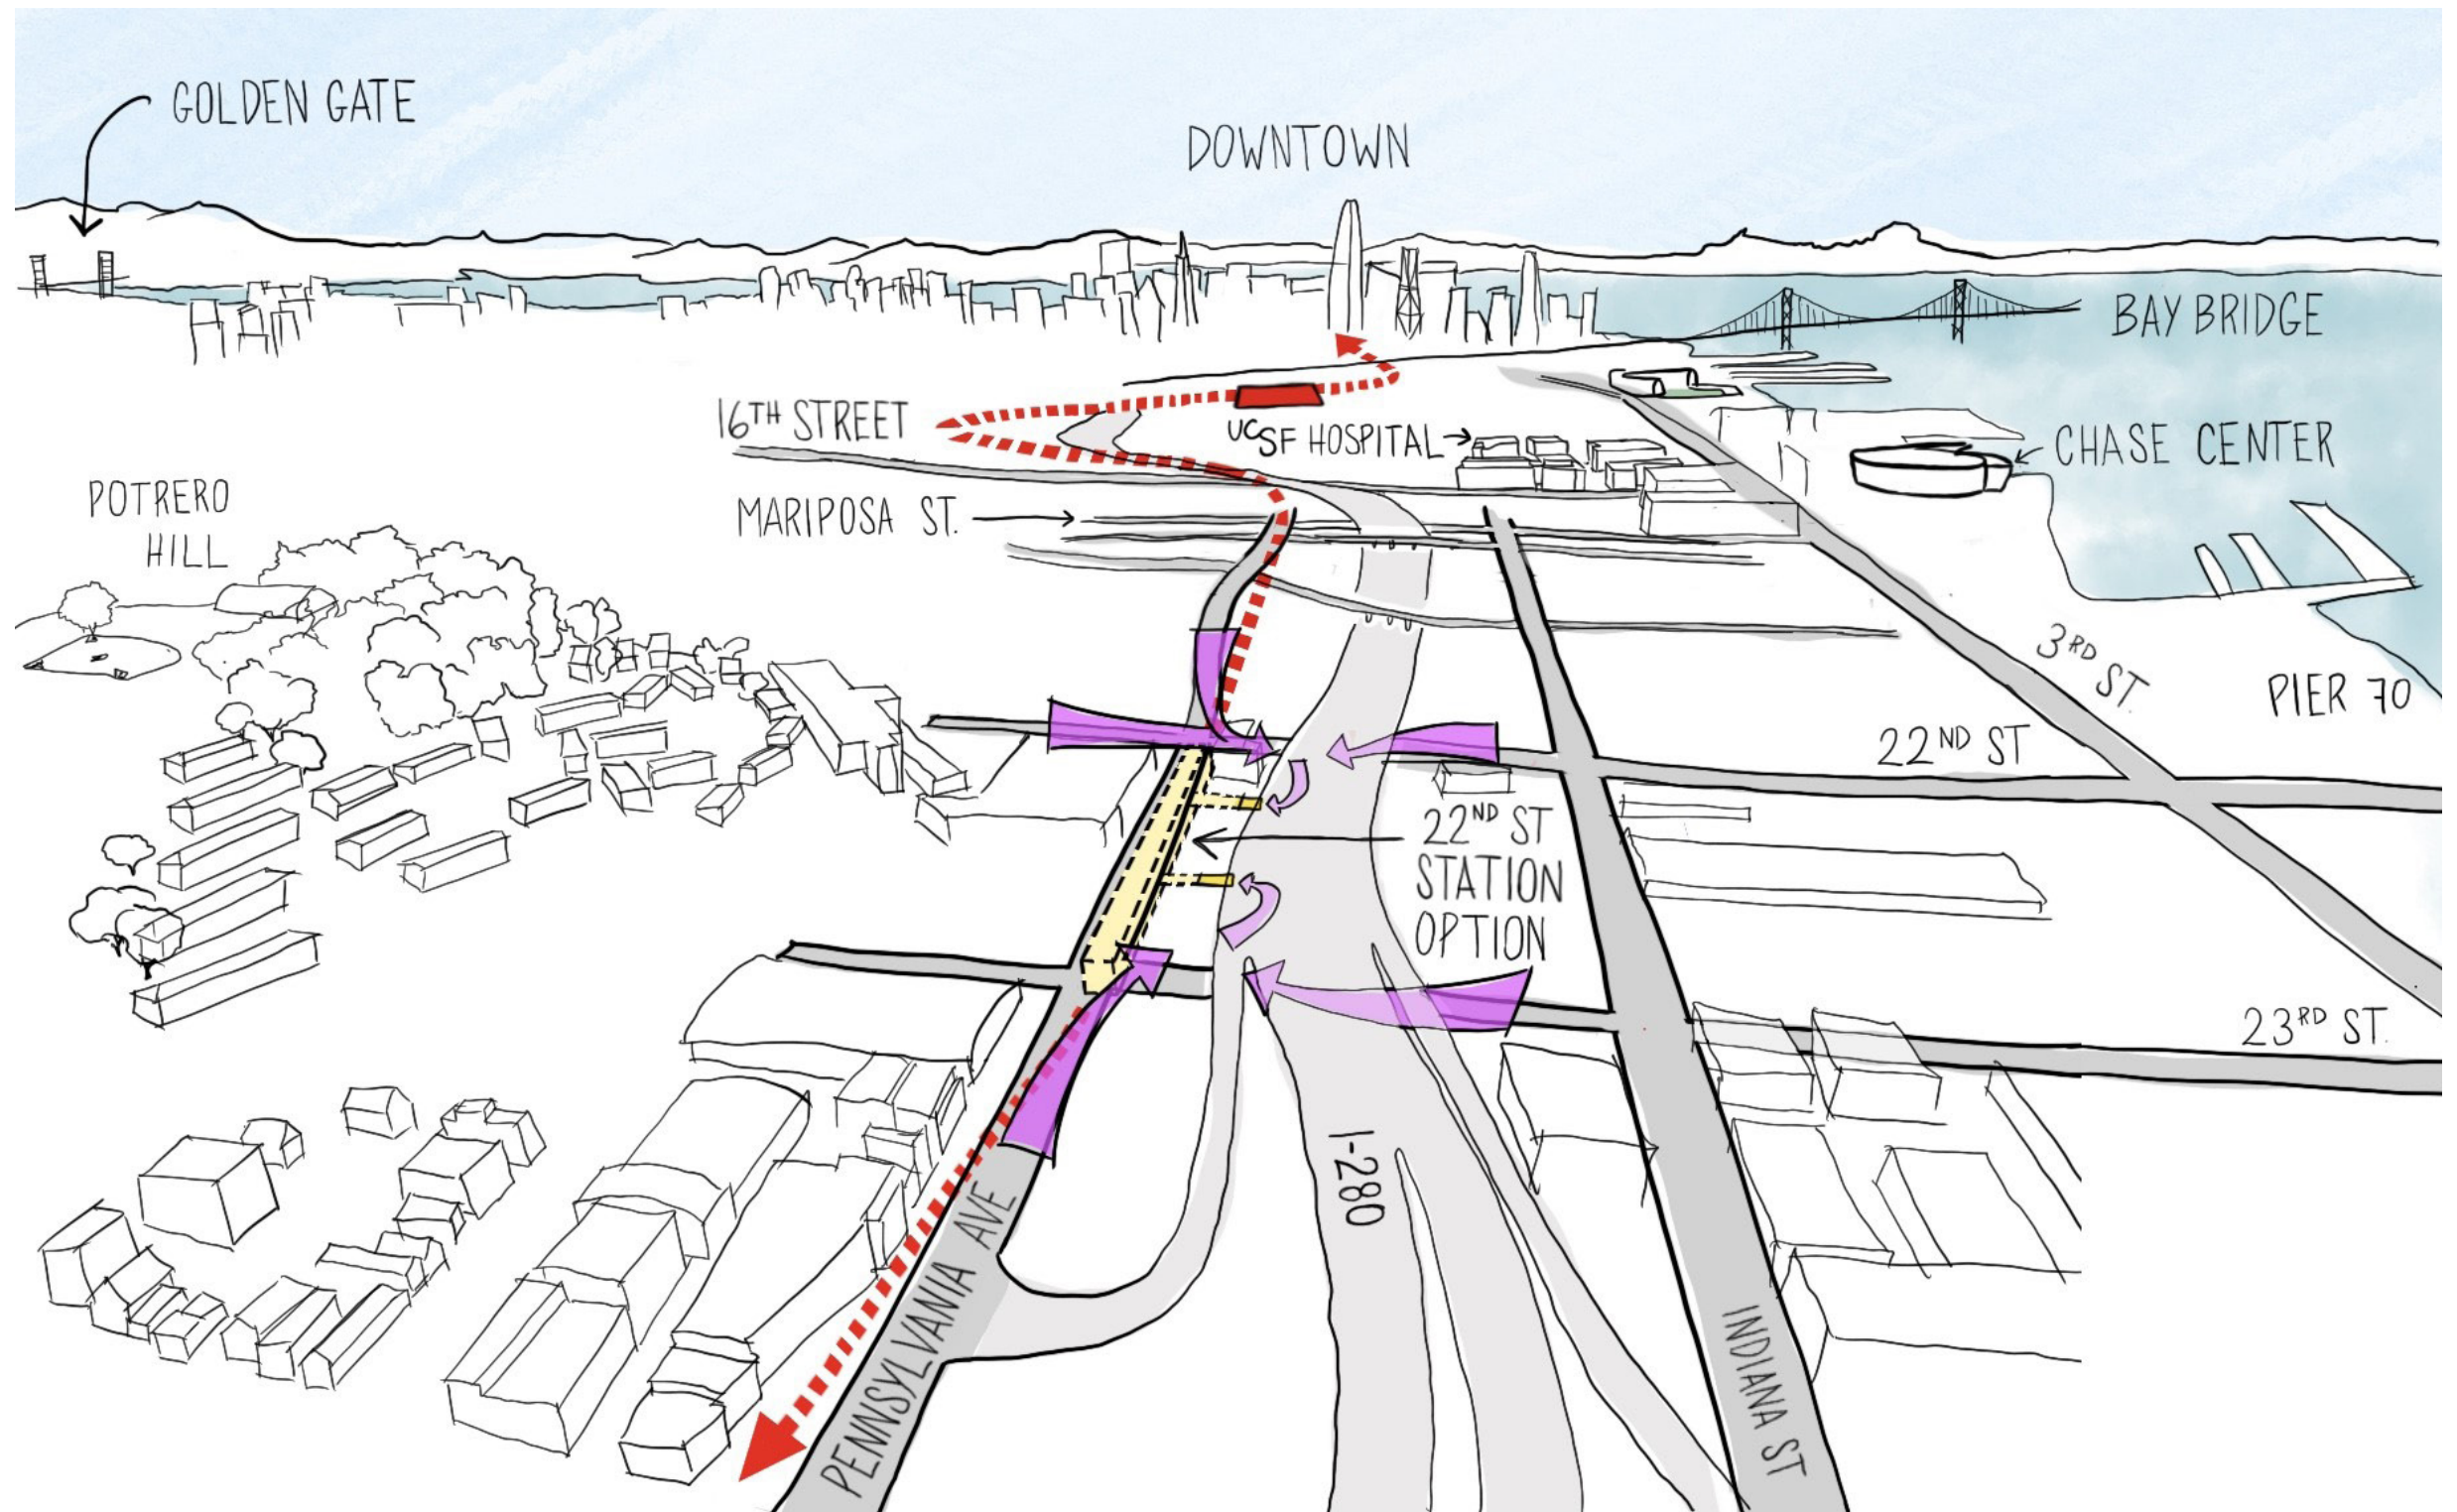 GOLDEN GATE
DOWNTOWN
BAY BRIDGE
16TH STREET
UCSF HOSPITAL
CHASE CENTER
POTRERO
HILL
MARIPOSA ST.
3RD ST.
PIER 70
22ND ST
22ND ST
STATION
OPTION
23RD ST.
I-280
PENNSYLVANIA AVE
INDIANA ST